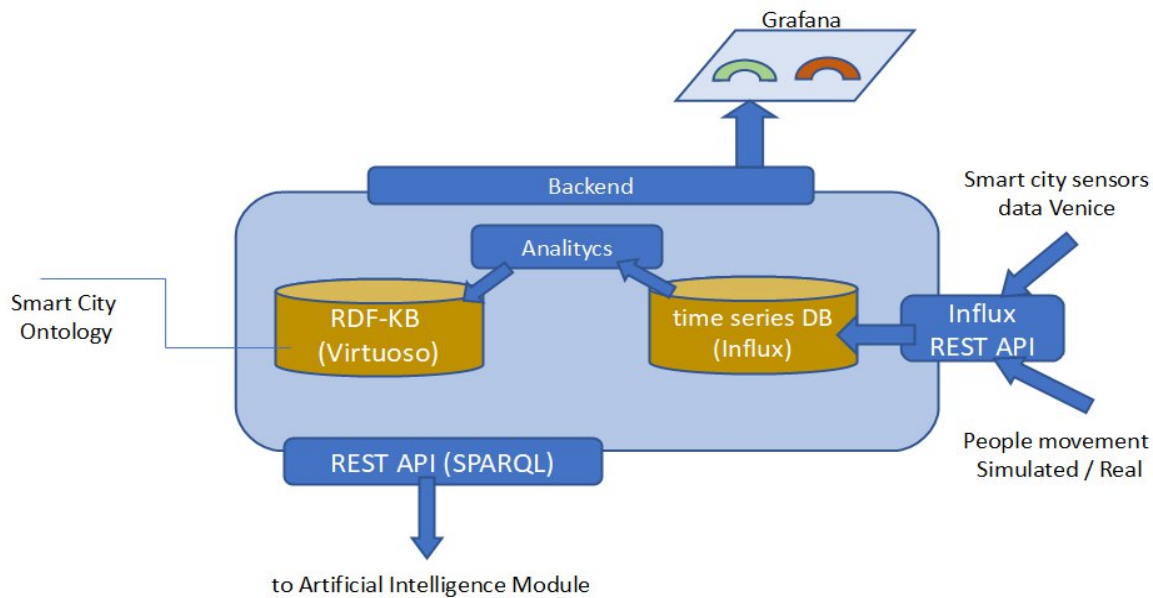 Grafana
Backend
Smart city sensors
data Venice
Analitycs
Smart City
Ontology
RDF-KB
(Virtuoso)
time series DB
(Influx)
Influx
REST API
People movement
Simulated / Real
REST API (SPARQL)
to Artificial Intelligence Module